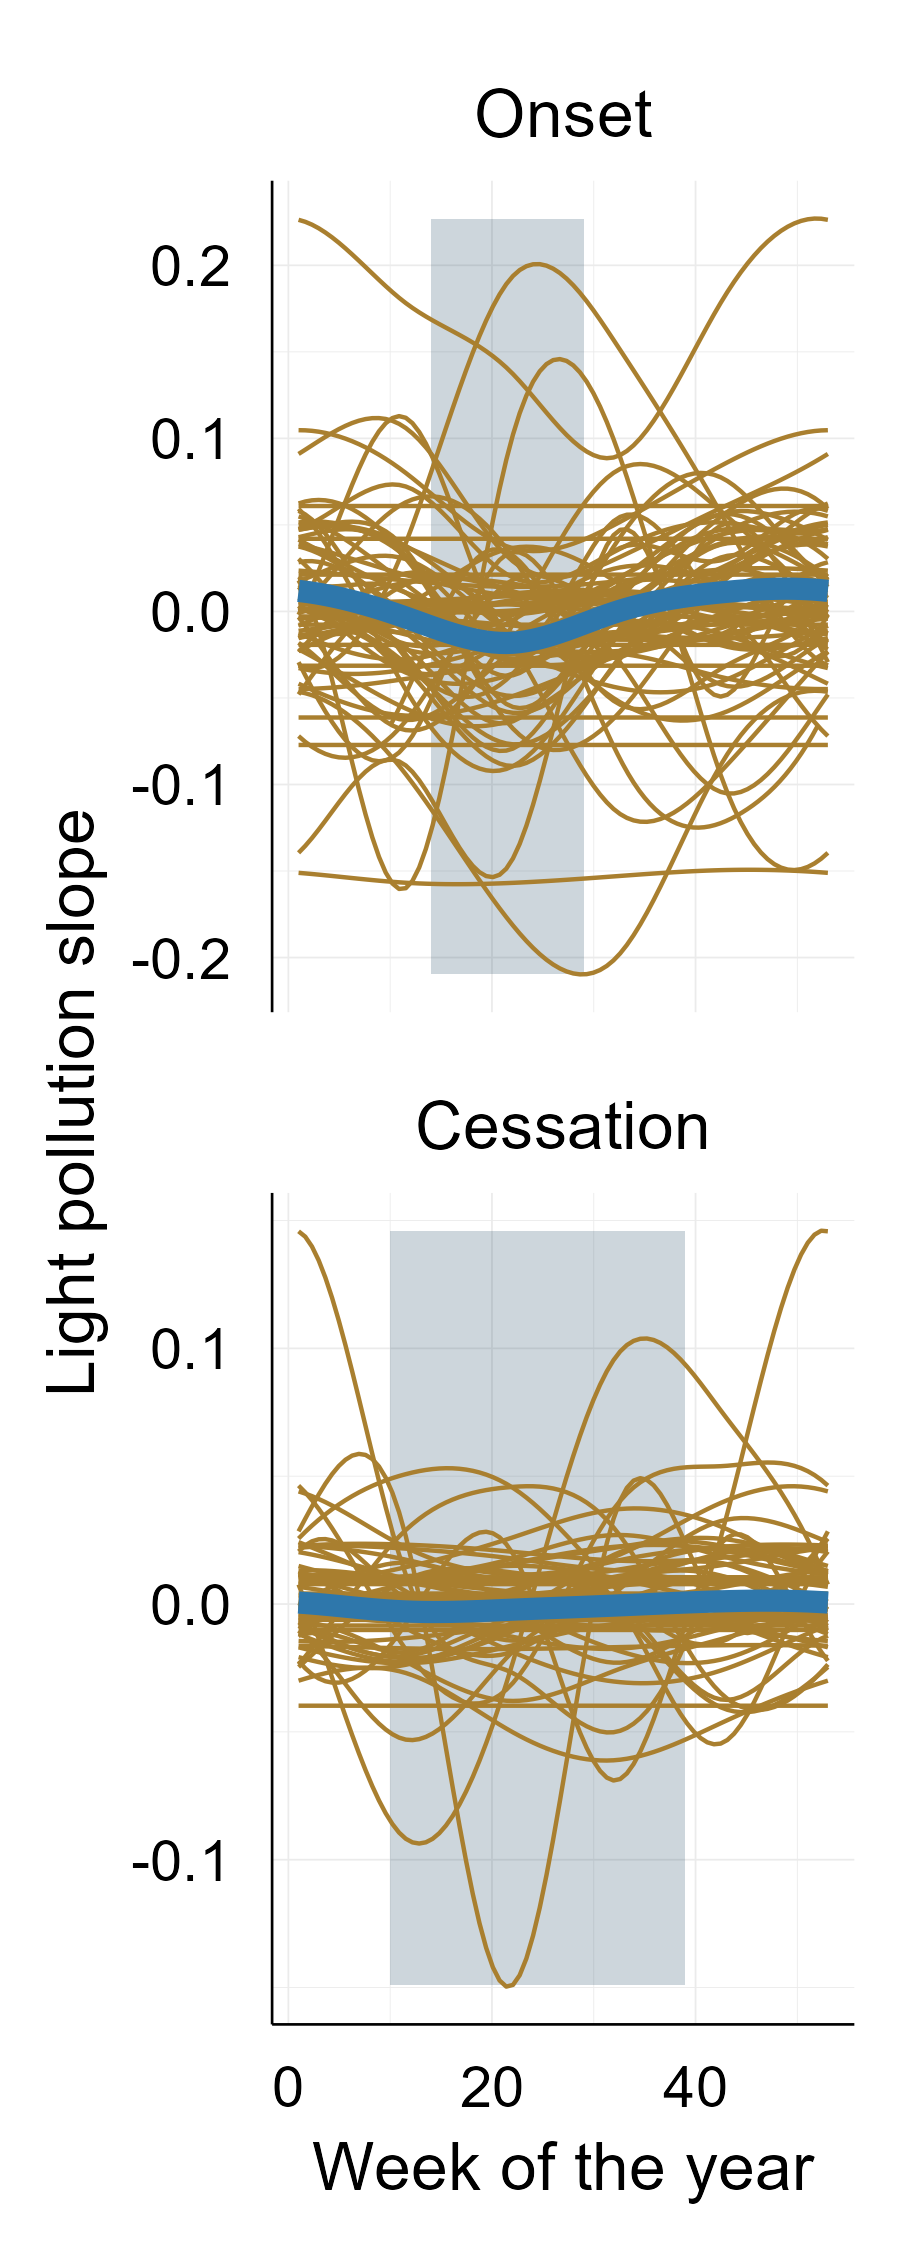 Onset
0.2
0.1
0.0
-0.1
-0.2
Light pollution slope
Cessation
0.1
0.0
-0.1
0 20 40
Week of the year